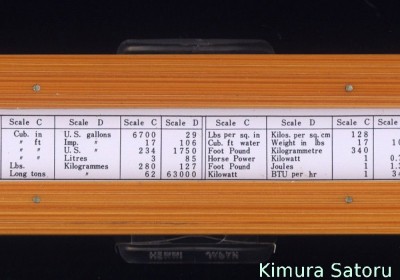 Scale C Scale D Scale C Scale D Scale C Scale D Scale C
Cub. in U.S. gallons 6700 29 Lbs per sq. in Kilos. per sq.cm 128
" ft Imp. " 17 106 Cub. ft water Weight in lbs 17
" " U.S. " 234 1750 Foot Pound Kilogrammetre 340
" " Litres 3 85 Horse Power Kilowatt 1
Lbs. Kilogrammes 280 127 Foot Pound Joules 1
Long tons " 62 63000 Kilowatt BTU per hr 1
Kimura Satoru